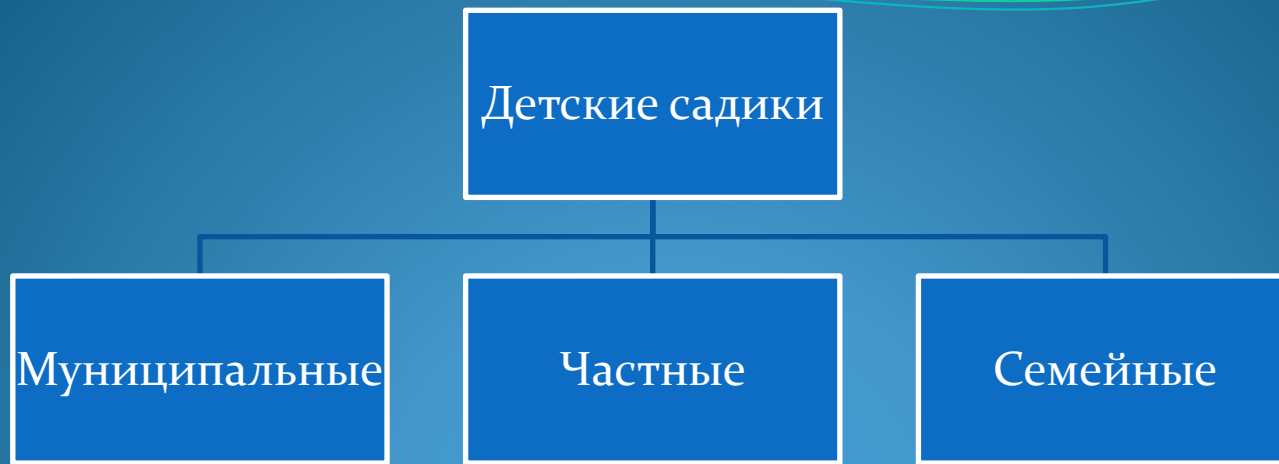 Детские садики
Муниципальные
Частные
Семейные